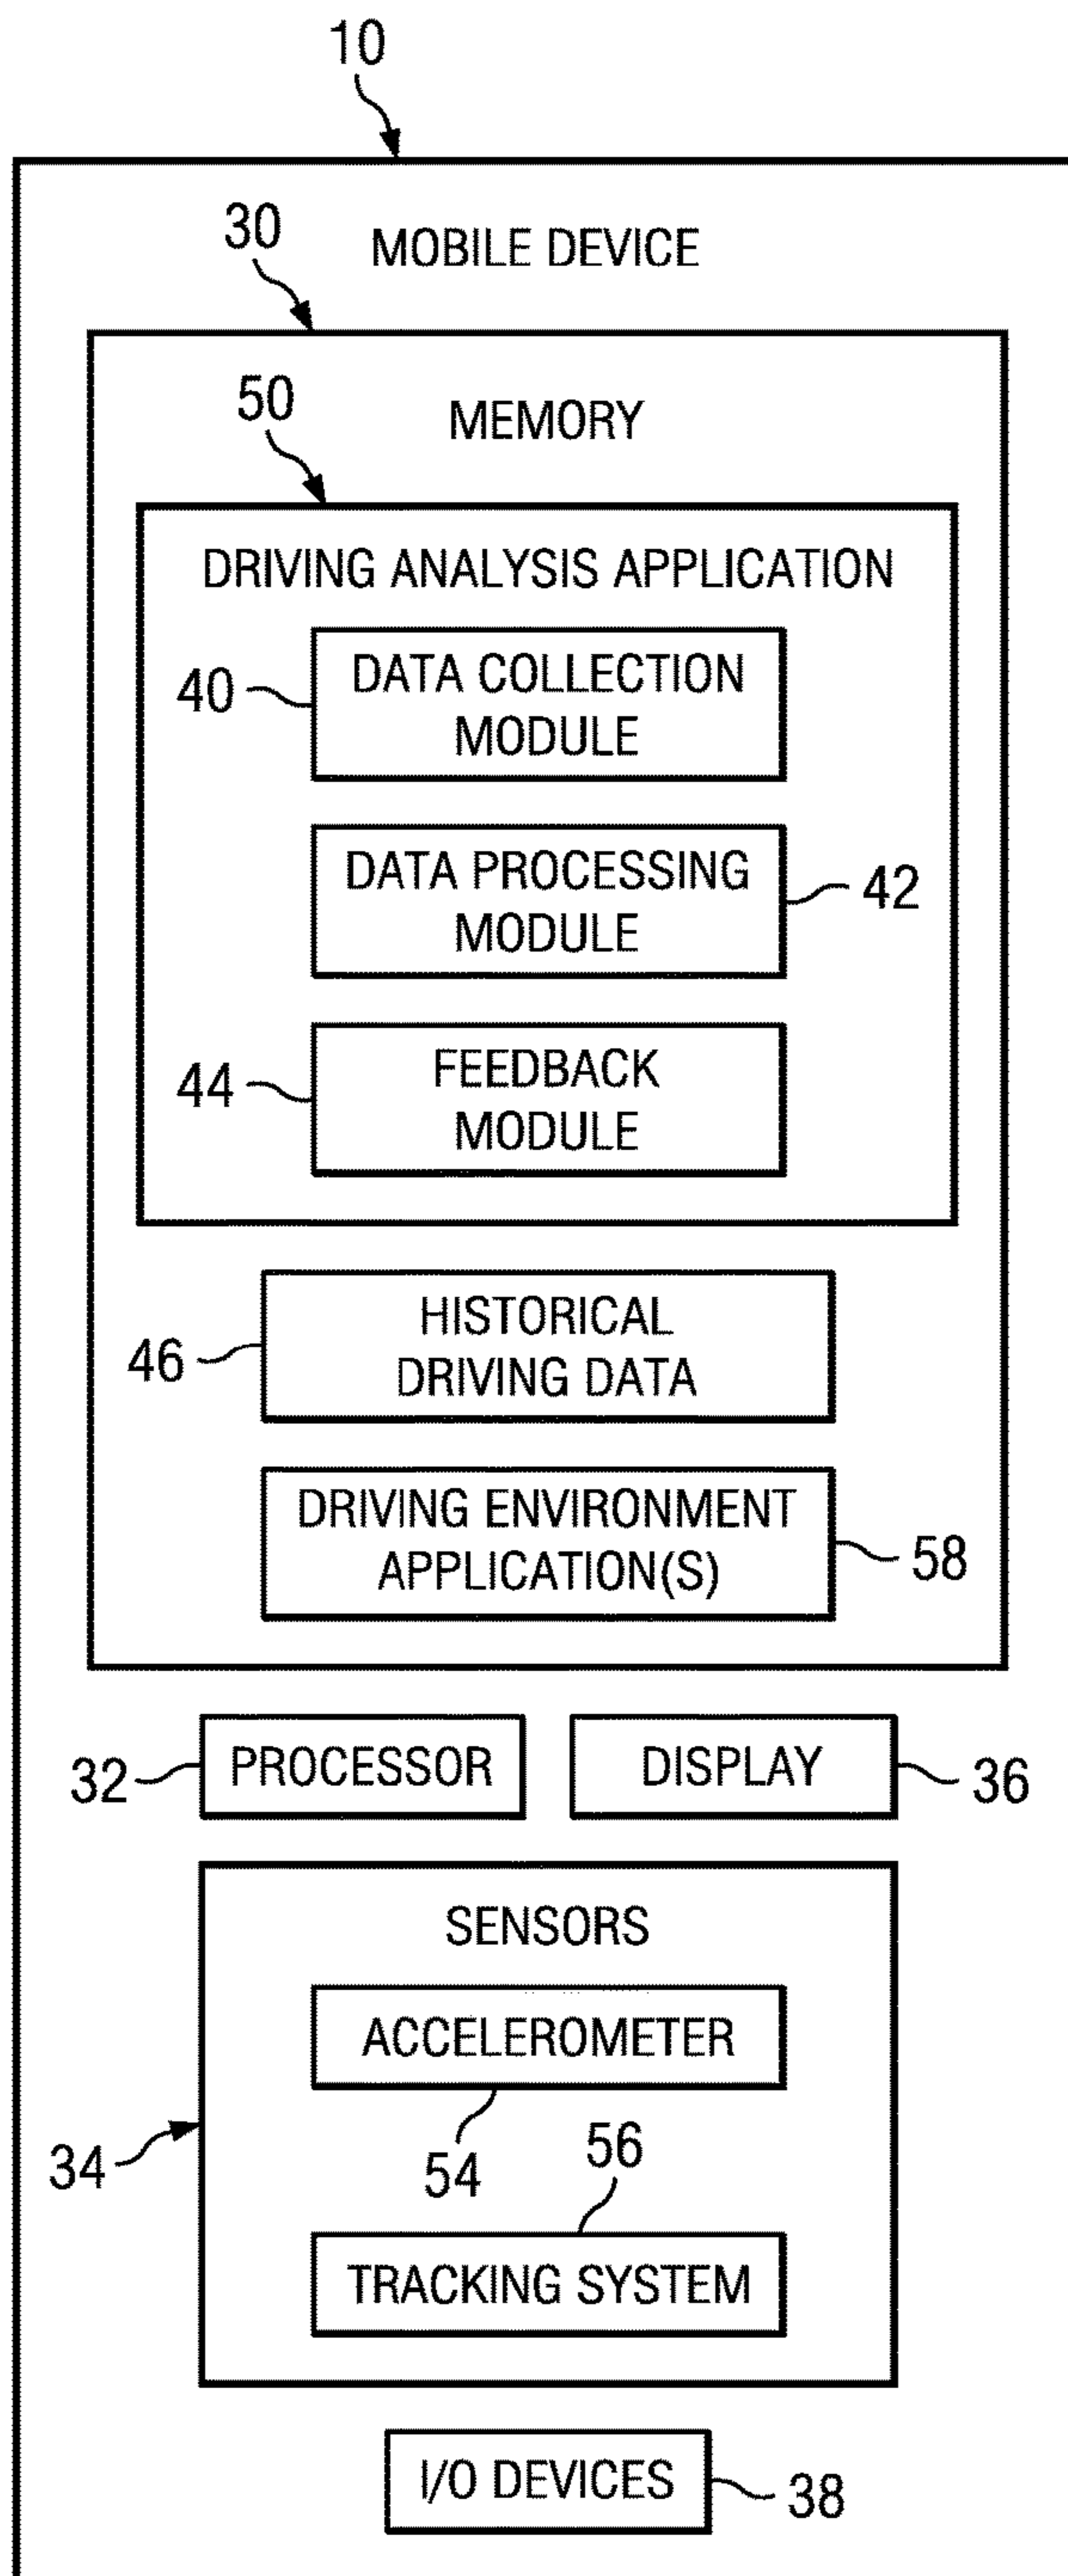 10
30
MOBILE DEVICE
50
MEMORY
DRIVING ANALYSIS APPLICATION
40
DATA COLLECTION
MODULE
DATA PROCESSING
MODULE
42
44
FEEDBACK
MODULE
46
HISTORICAL
DRIVING DATA
DRIVING ENVIRONMENT
APPLICATION(S)
58
32
PROCESSOR
DISPLAY
36
SENSORS
ACCELEROMETER
34
54
56
TRACKING SYSTEM
I/O DEVICES
38